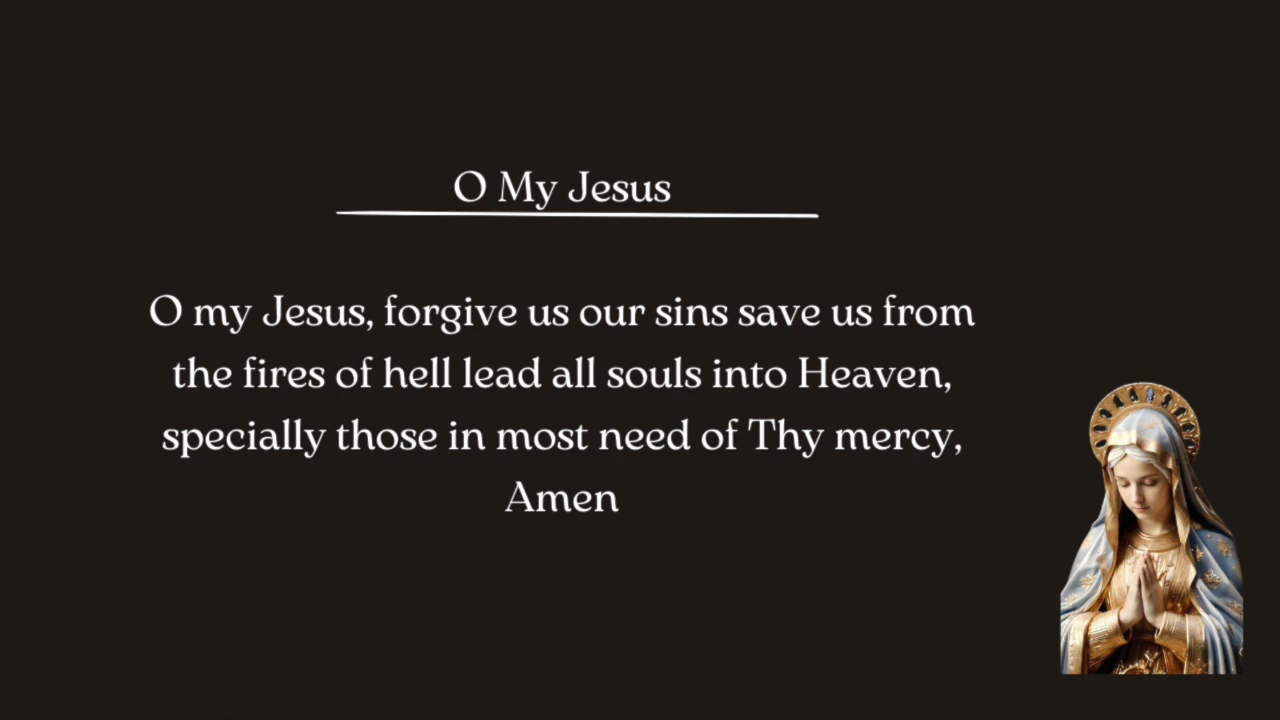 O My Jesus
O my Jesus, forgive us our sins save us from
the fires of hell lead all souls into Heaven,
specially those in most need of Thy mercy,
Amen